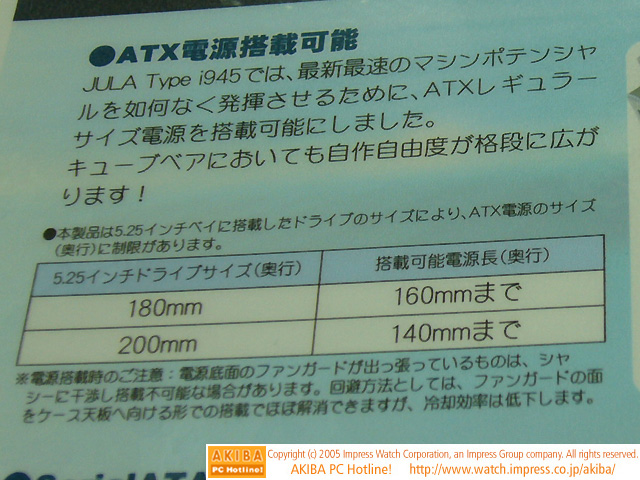 ●ATX電源搭載可能
JULA Type i945では、最新最速のマシンポテンシャ
ルを如何なく発揮させるために、ATXレギュラー
サイズ電源を搭載可能にしました。
キューブベアにおいても自作自由度が格段に広が
ります！
●本製品は5.25インチベイに搭載したドライブのサイズにより、ATX電源のサイズ
(奥行)に制限があります。
5.25インチドライブサイズ(奥行) 搭載可能電源長(奥行)
180mm 160mmまで
200mm 140mmまで
※電源搭載時のご注意：電源底面のファンガードが出っ張っているものは、シャ
シーに干渉し搭載不可能な場合があります。回避方法としては、ファンガードの面
をケース天板へ向ける形での搭載でほぼ解消できますが、冷却効率は低下します。
●SerialATA
AKIBA PC Hotline!
Copyright (c) 2005 Impress Watch Corporation, an Impress Group company. All rights reserved.
AKIBA PC Hotline! http://www.watch.impress.co.jp/akiba/